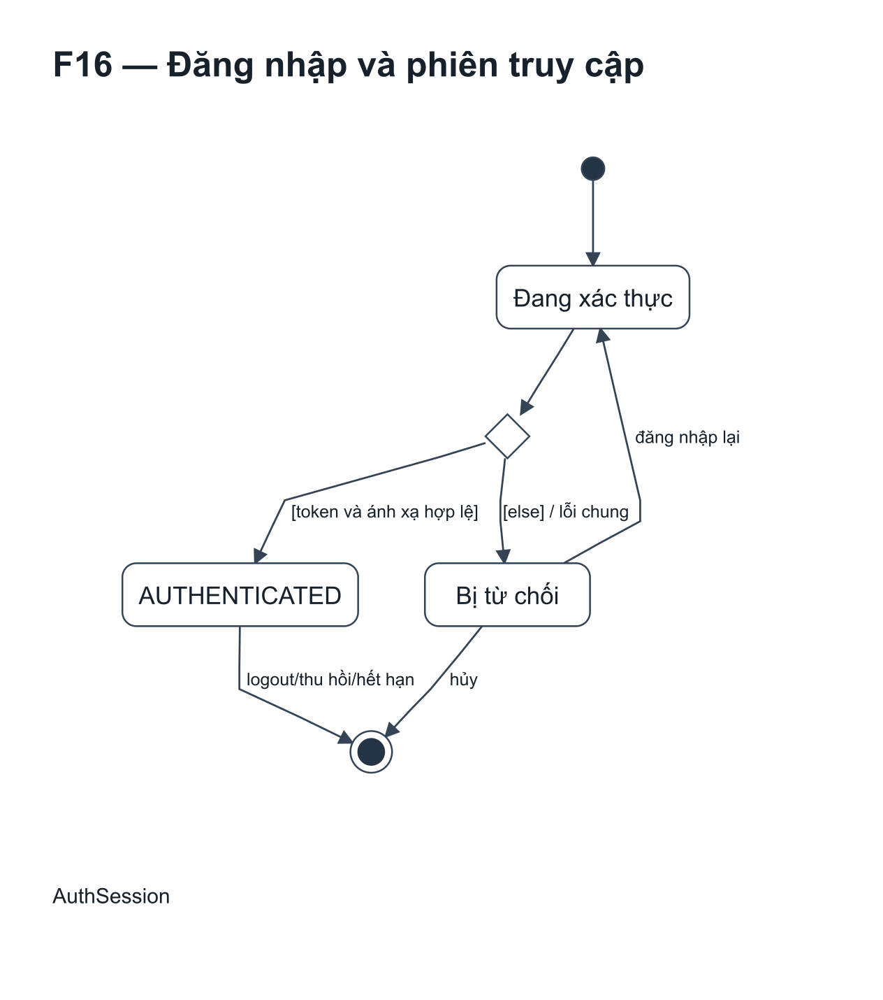 F16 — Đăng nhập và phiên truy cập
Đang xác thực
đăng nhập lại
[token và ánh xạ hợp lệ]
[else] / lỗi chung
AUTHENTICATED
Bị từ chối
logout/thu hồi/hết hạn
hủy
AuthSession